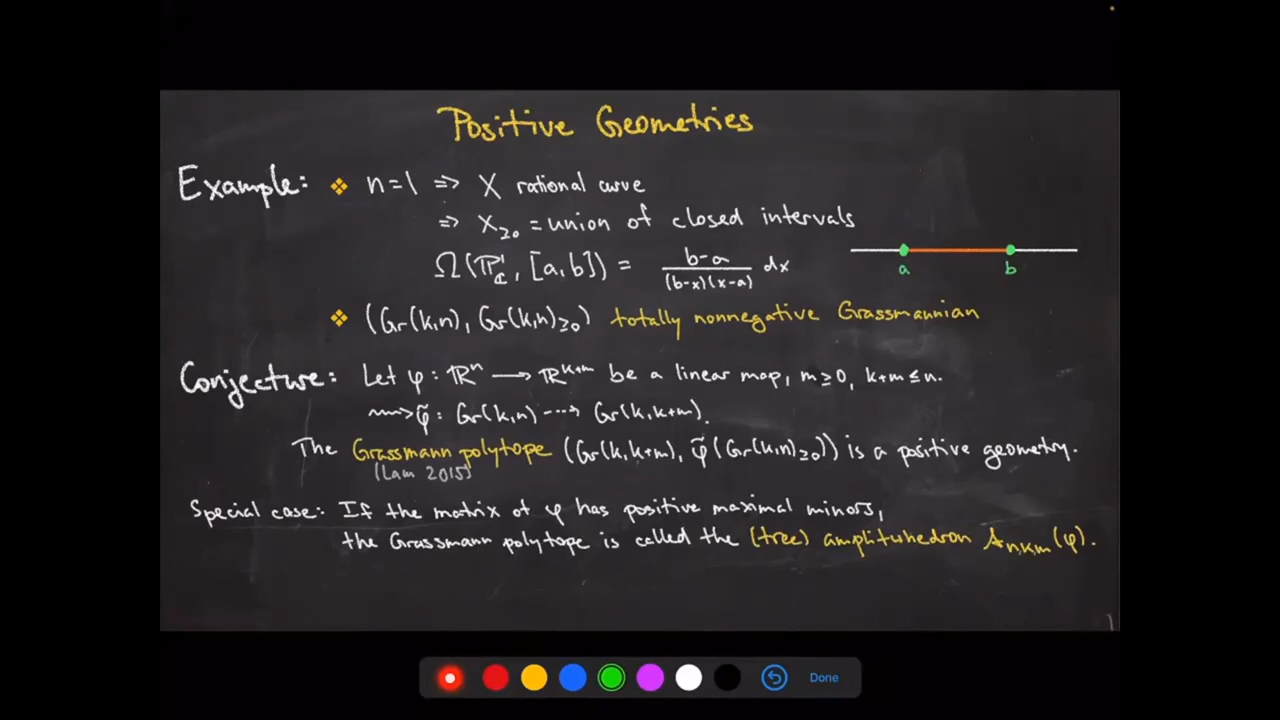 Positive Geometries
Example: ❖ n=1 ⇒ X rational curve
⇒ X≥0 = union of closed intervals
Ω(ℙ¹_ℂ, [a,b]) = (b-a)/((b-x)(x-a)) dx
a b
❖ (Gr(k,n), Gr(k,n)≥0) totally nonnegative Grassmannian
Conjecture: Let φ: ℝⁿ ⟶ ℝᵏ⁺ᵐ be a linear map, m≥0, k+m≤n.
⟿ φ̃: Gr(k,n) ⇢ Gr(k,k+m).
The Grassmann polytope (Gr(k,k+m), φ̃(Gr(k,n)≥0)) is a positive geometry.
(Lam 2015)
Special case: If the matrix of φ has positive maximal minors,
the Grassmann polytope is called the (tree) amplituhedron A_n,k,m(φ).
Done